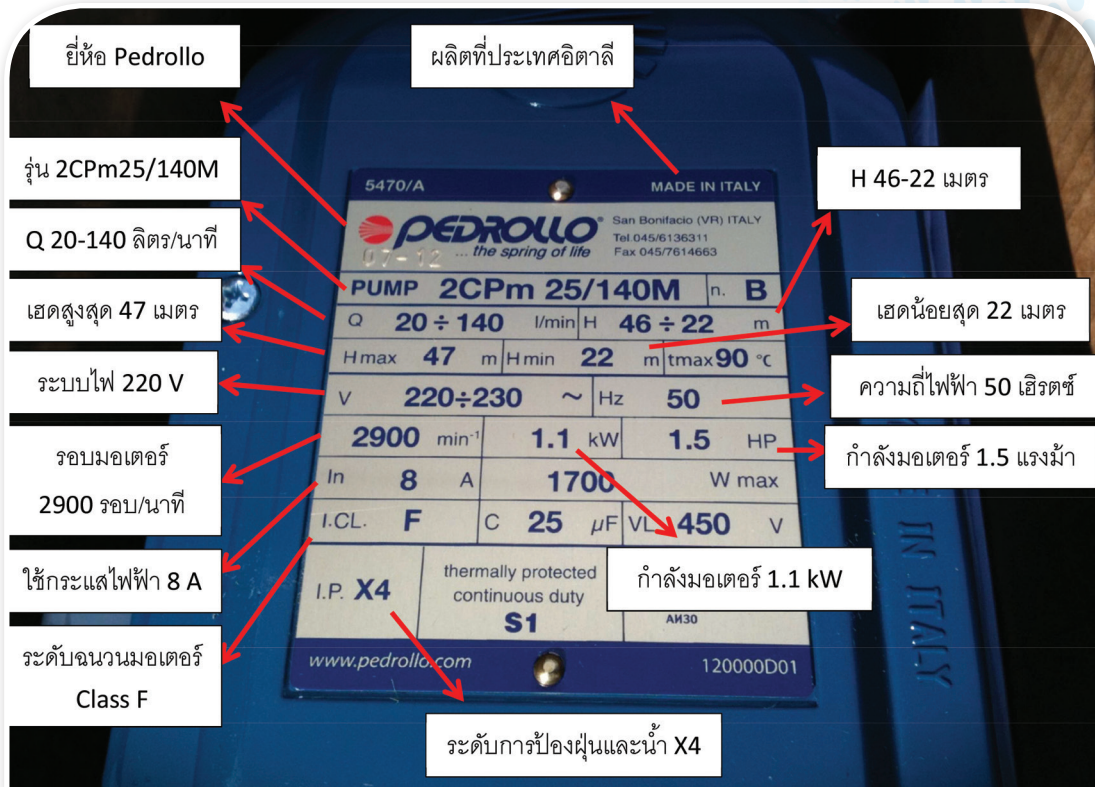 ยี่ห้อ Pedrollo
ผลิตที่ประเทศอิตาลี
รุ่น 2CPm25/140M
H 46-22 เมตร
Q 20-140 ลิตร/นาที
เฮดสูงสุด 47 เมตร
เฮดน้อยสุด 22 เมตร
ระบบไฟ 220 V
ความถี่ไฟฟ้า 50 เฮิรตซ์
รอบมอเตอร์
2900 รอบ/นาที
กำลังมอเตอร์ 1.5 แรงม้า
ใช้กระแสไฟฟ้า 8 A
กำลังมอเตอร์ 1.1 kW
ระดับฉนวนมอเตอร์
Class F
ระดับการป้องฝุ่นและน้ำ X4
5470/A MADE IN ITALY
PEDROLLO®
... the spring of life
07-12
San Bonifacio (VR) ITALY
Tel.045/6136311
Fax 045/7614663
PUMP 2CPm 25/140M n. B
Q 20÷140 l/min H 46÷22 m
Hmax 47 m Hmin 22 m tmax 90 °C
V 220÷230 ~ Hz 50
2900 min-1 1.1 kW 1.5 HP
In 8 A 1700 W max
I.CL. F C 25 µF VL 450 V
I.P. X4
thermally protected
continuous duty
S1
АИ30
www.pedrollo.com 120000D01
IN ITALY